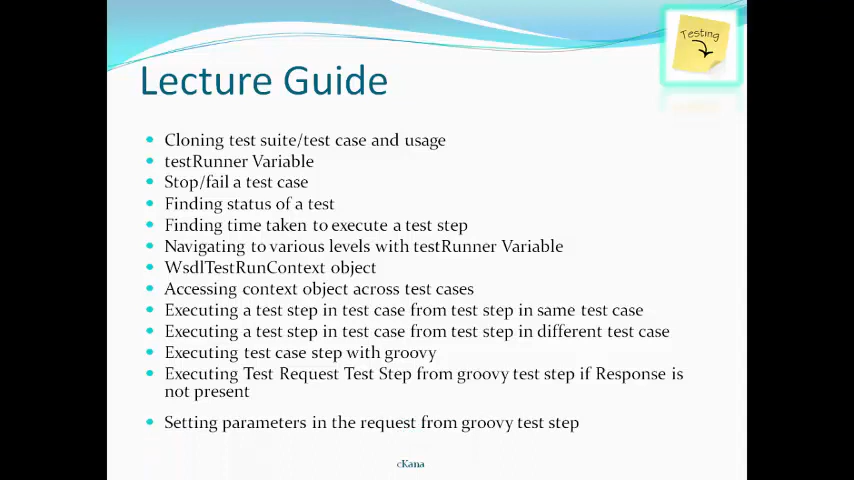 Testing
Lecture Guide
Cloning test suite/test case and usage
testRunner Variable
Stop/fail a test case
Finding status of a test
Finding time taken to execute a test step
Navigating to various levels with testRunner Variable
WsdlTestRunContext object
Accessing context object across test cases
Executing a test step in test case from test step in same test case
Executing a test step in test case from test step in different test case
Executing test case step with groovy
Executing Test Request Test Step from groovy test step if Response is
not present
Setting parameters in the request from groovy test step
cKana